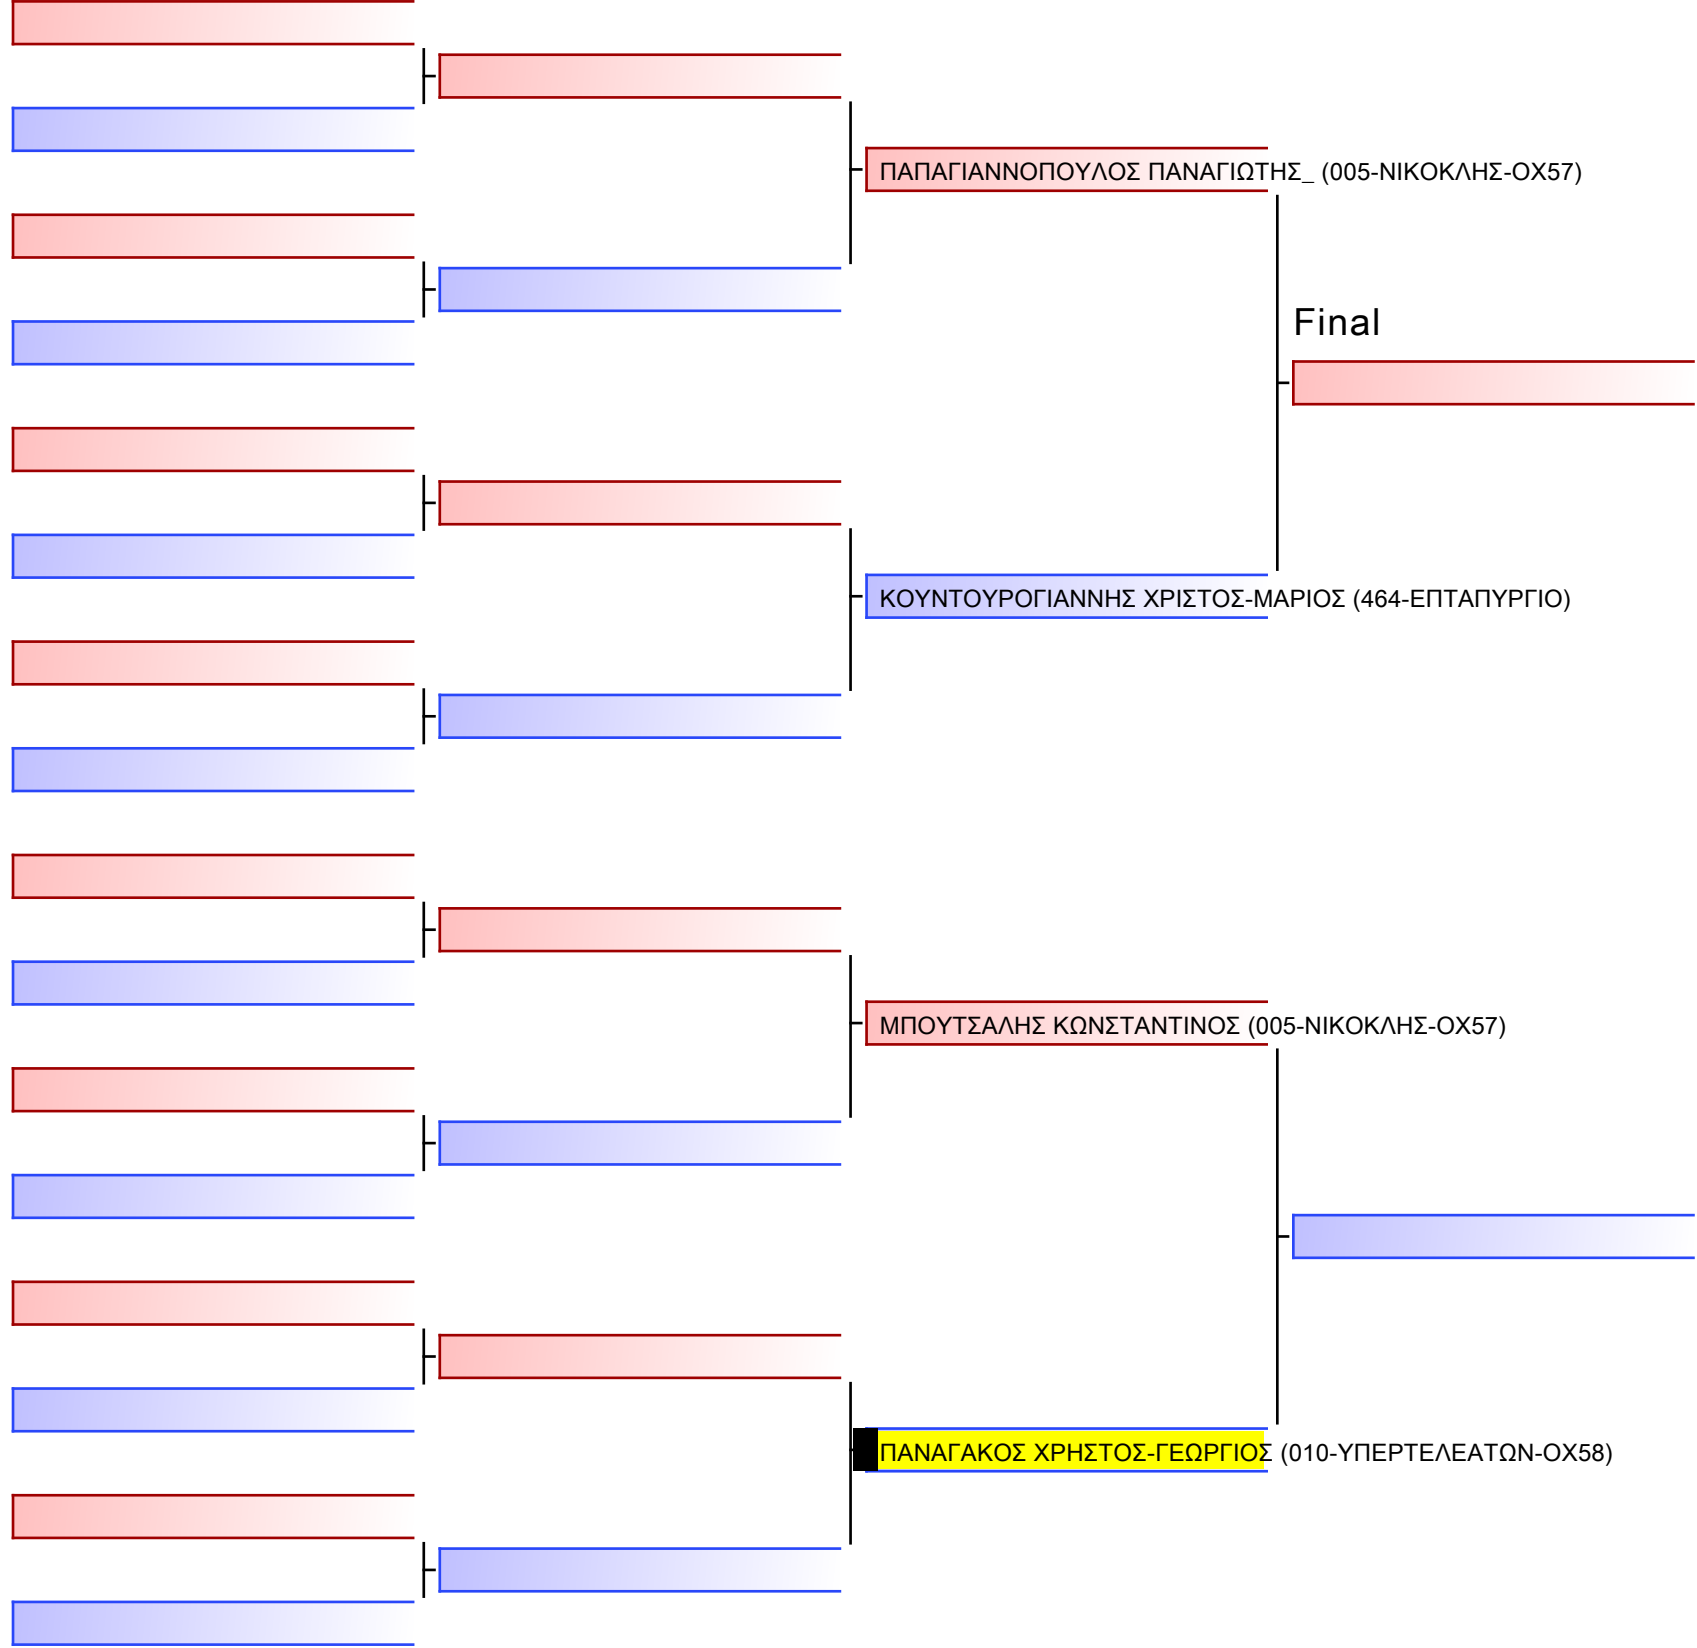 ΠΑΠΑΓΙΑΝΝΟΠΟΥΛΟΣ ΠΑΝΑΓΙΩΤΗΣ_ (005-ΝΙΚΟΚΛΗΣ-ΟΧ57)
Final
ΚΟΥΝΤΟΥΡΟΓΙΑΝΝΗΣ ΧΡΙΣΤΟΣ-ΜΑΡΙΟΣ (464-ΕΠΤΑΠΥΡΓΙΟ)
ΜΠΟΥΤΣΑΛΗΣ ΚΩΝΣΤΑΝΤΙΝΟΣ (005-ΝΙΚΟΚΛΗΣ-ΟΧ57)
ΠΑΝΑΓΑΚΟΣ ΧΡΗΣΤΟΣ-ΓΕΩΡΓΙΟΣ (010-ΥΠΕΡΤΕΛΕΑΤΩΝ-ΟΧ58)